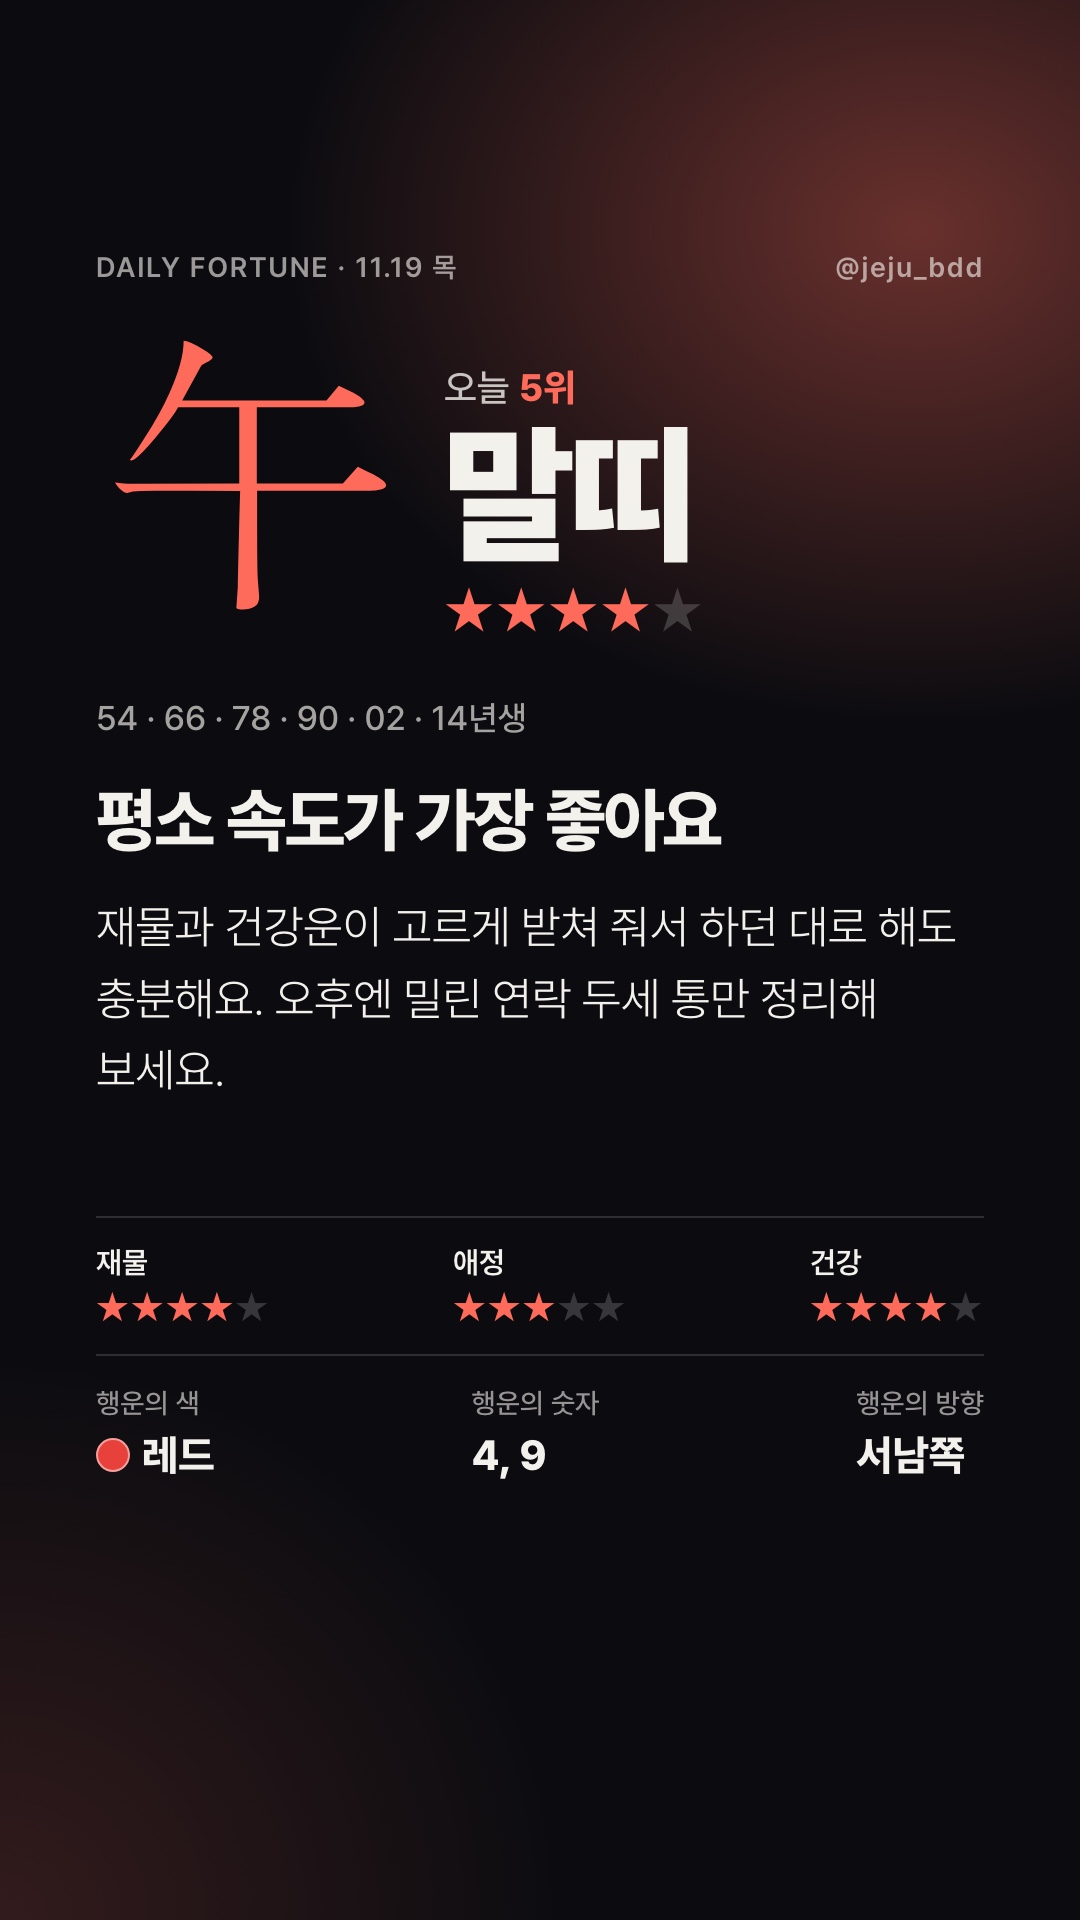 DAILY FORTUNE · 11.19 목
@jeju_bdd
午
오늘 5위
말띠
★★★★★
54 · 66 · 78 · 90 · 02 · 14년생
평소 속도가 가장 좋아요
재물과 건강운이 고르게 받쳐 줘서 하던 대로 해도
충분해요. 오후엔 밀린 연락 두세 통만 정리해
보세요.
재물 애정 건강
★★★★★ ★★★★★ ★★★★★
행운의 색 행운의 숫자 행운의 방향
레드 4, 9 서남쪽